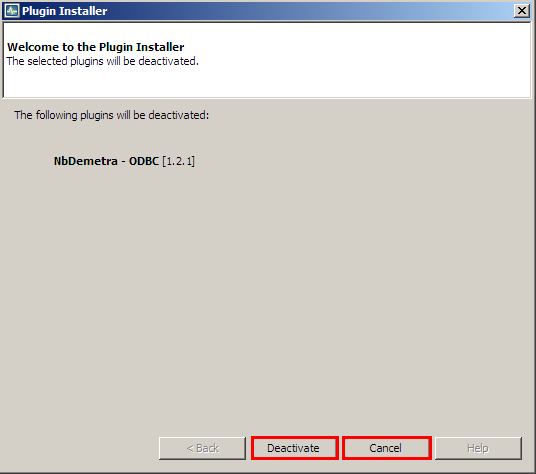 Plugin Installer
Welcome to the Plugin Installer
The selected plugins will be deactivated.
The following plugins will be deactivated:
NbDemetra - ODBC [1.2.1]
< Back
Deactivate
Cancel
Help